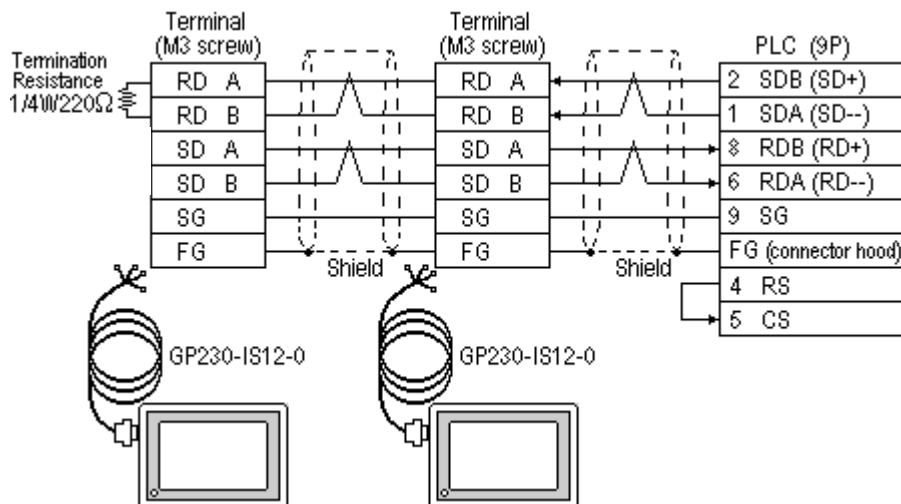 Terminal
(M3 screw)
Terminal
(M3 screw)
PLC (9P)
Termination
Resistance
1/4W220Ω
RD A
RD B
SD A
SD B
SG
FG
Shield
RD A
RD B
SD A
SD B
SG
FG
Shield
2 SDB (SD+)
1 SDA (SD--)
8 RDB (RD+)
6 RDA (RD--)
9 SG
FG (connector hood)
4 RS
5 CS
GP230-IS12-0
GP230-IS12-0